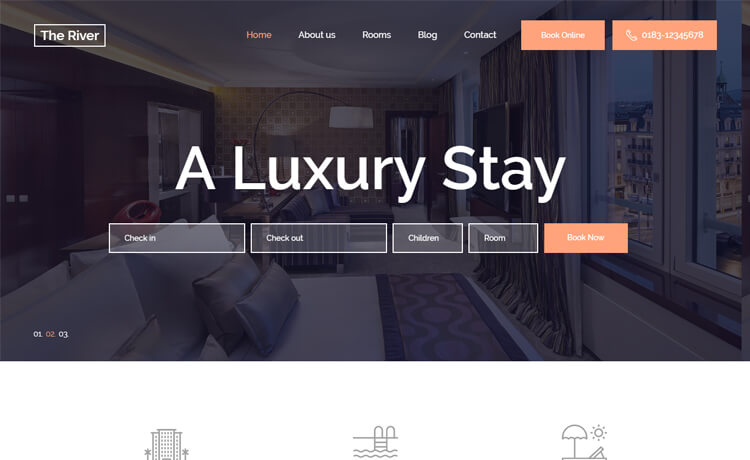 The River
Home
About us
Rooms
Blog
Contact
Book Online
0183-12345678
A Luxury Stay
Check in
Check out
Children
Room
Book Now
01. 02. 03.